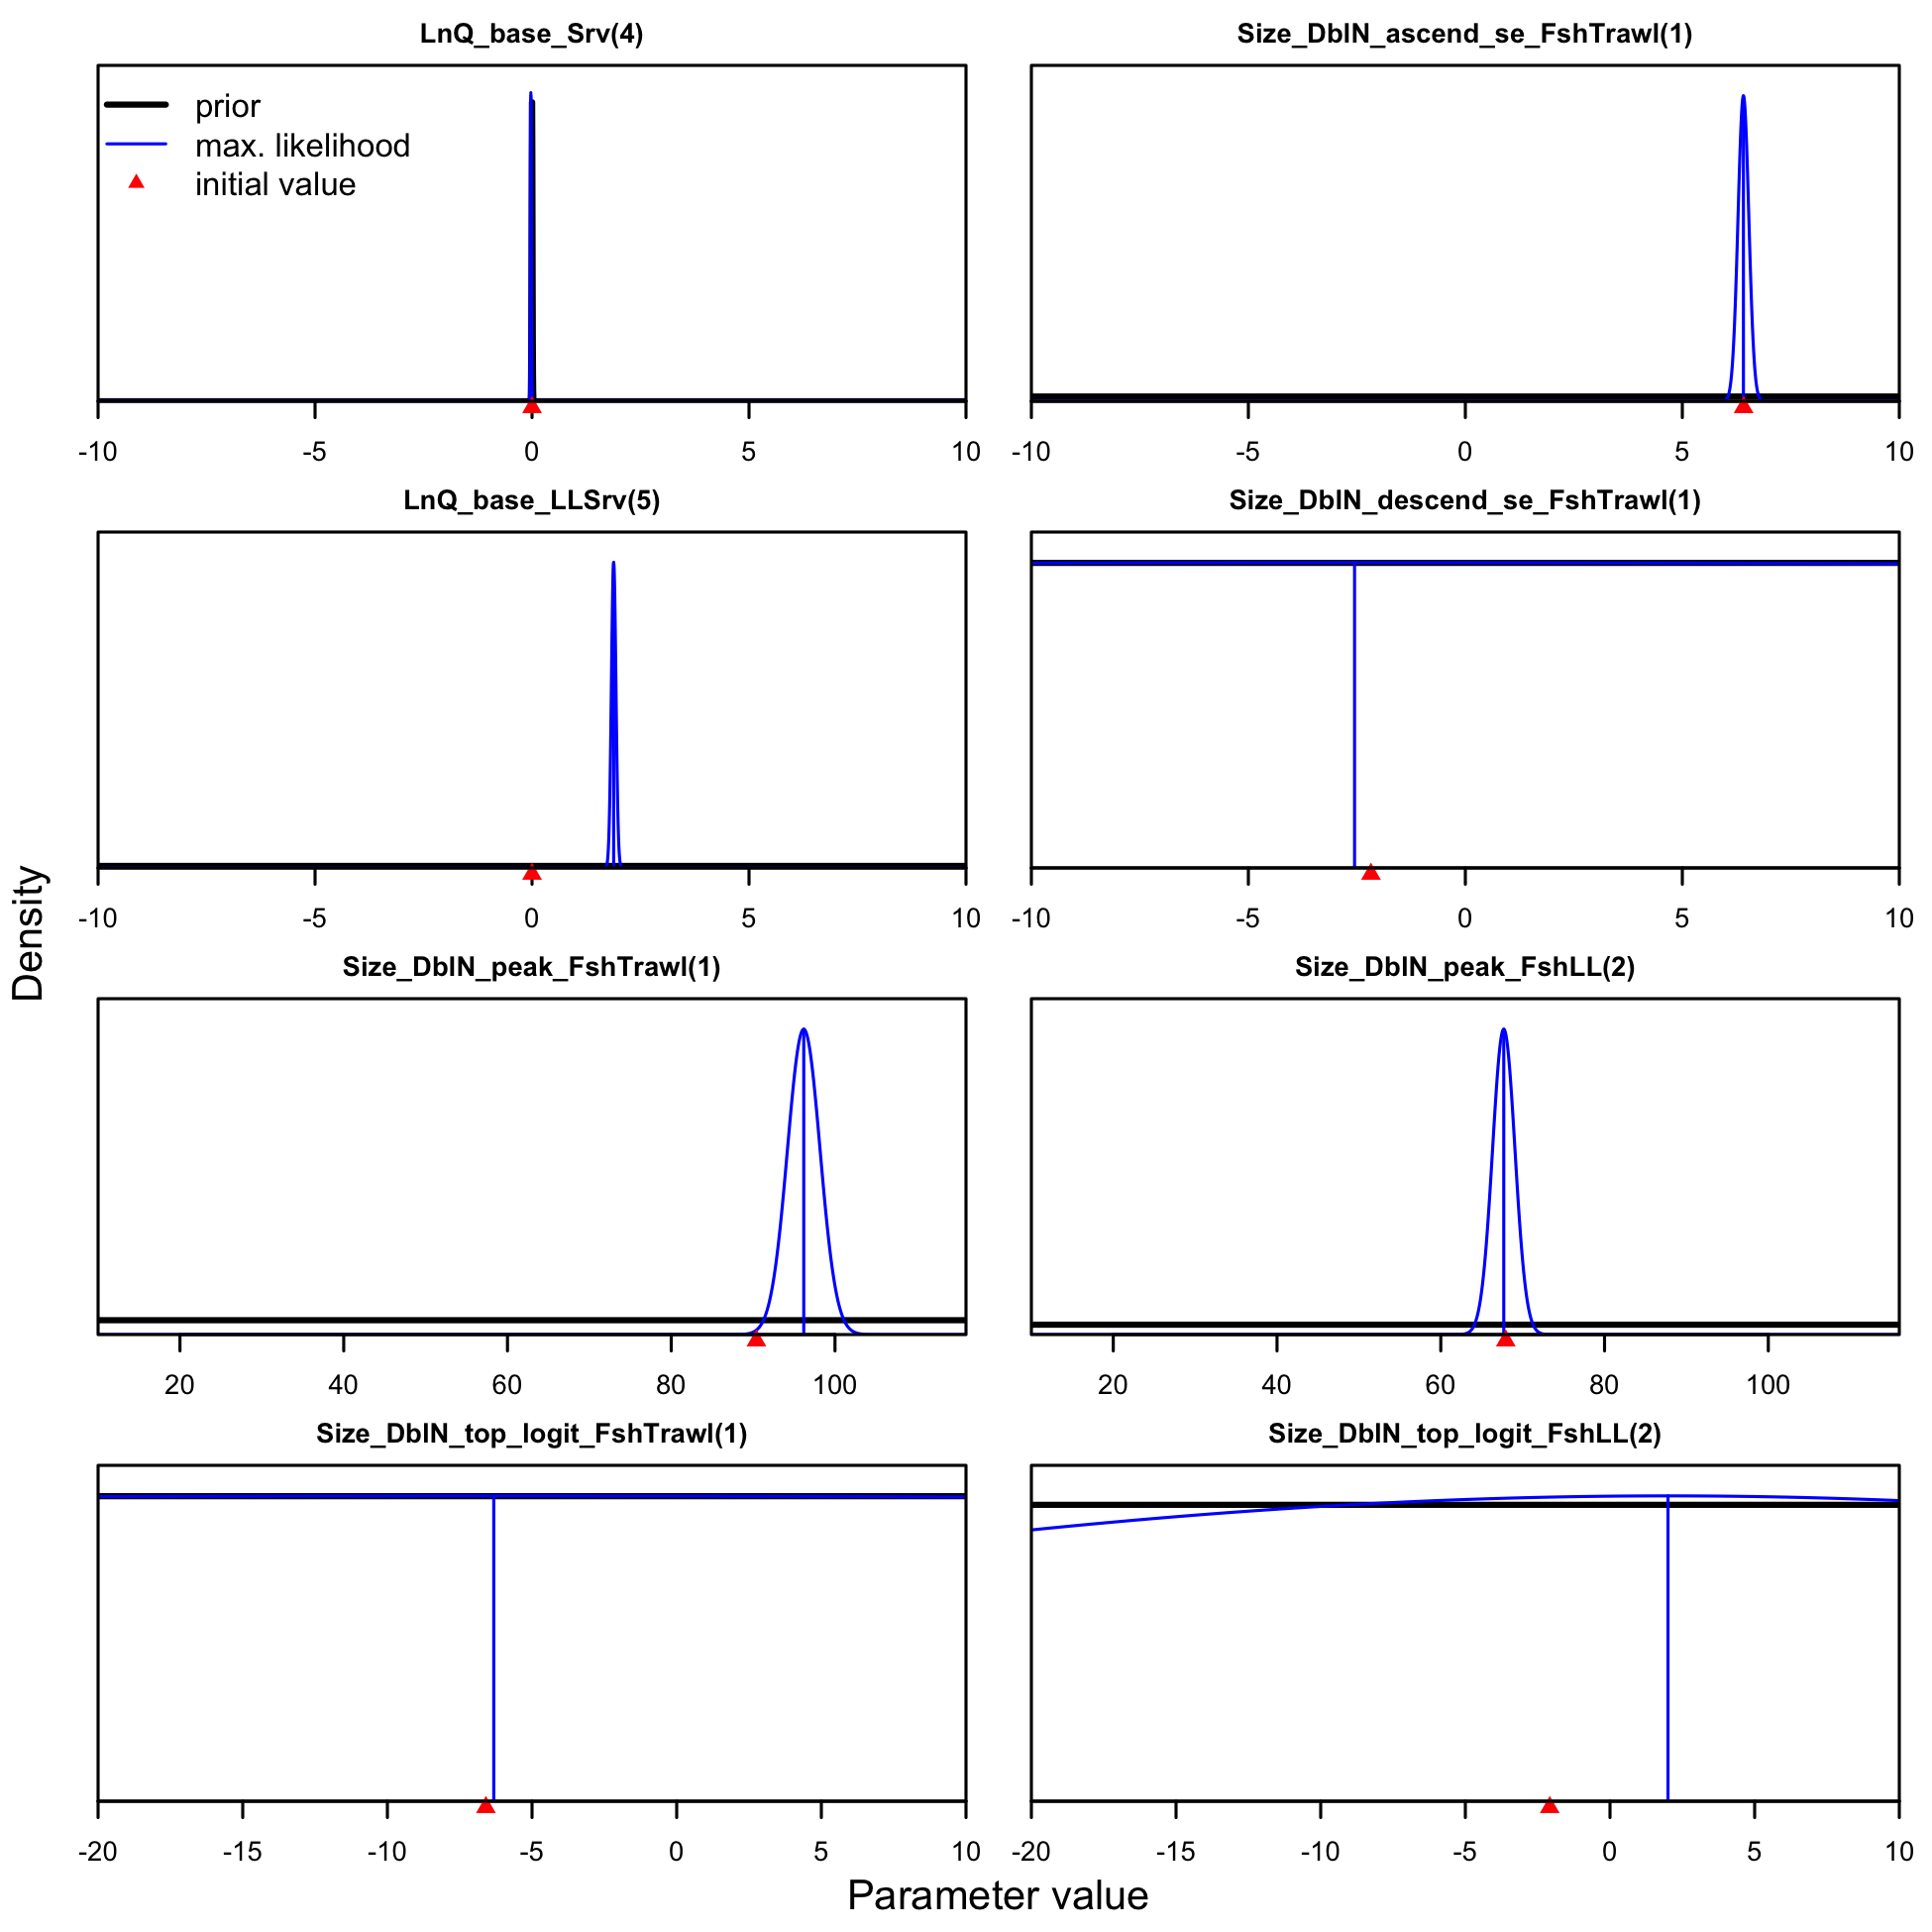 LnQ_base_Srv(4)
Size_DblN_ascend_se_FshTrawl(1)
prior
max. likelihood
initial value
-10 -5 0 5 10
-10 -5 0 5 10
LnQ_base_LLSrv(5)
Size_DblN_descend_se_FshTrawl(1)
-10 -5 0 5 10
-10 -5 0 5 10
Size_DblN_peak_FshTrawl(1)
Size_DblN_peak_FshLL(2)
20 40 60 80 100
20 40 60 80 100
Size_DblN_top_logit_FshTrawl(1)
Size_DblN_top_logit_FshLL(2)
-20 -15 -10 -5 0 5 10
-20 -15 -10 -5 0 5 10
Density
Parameter value